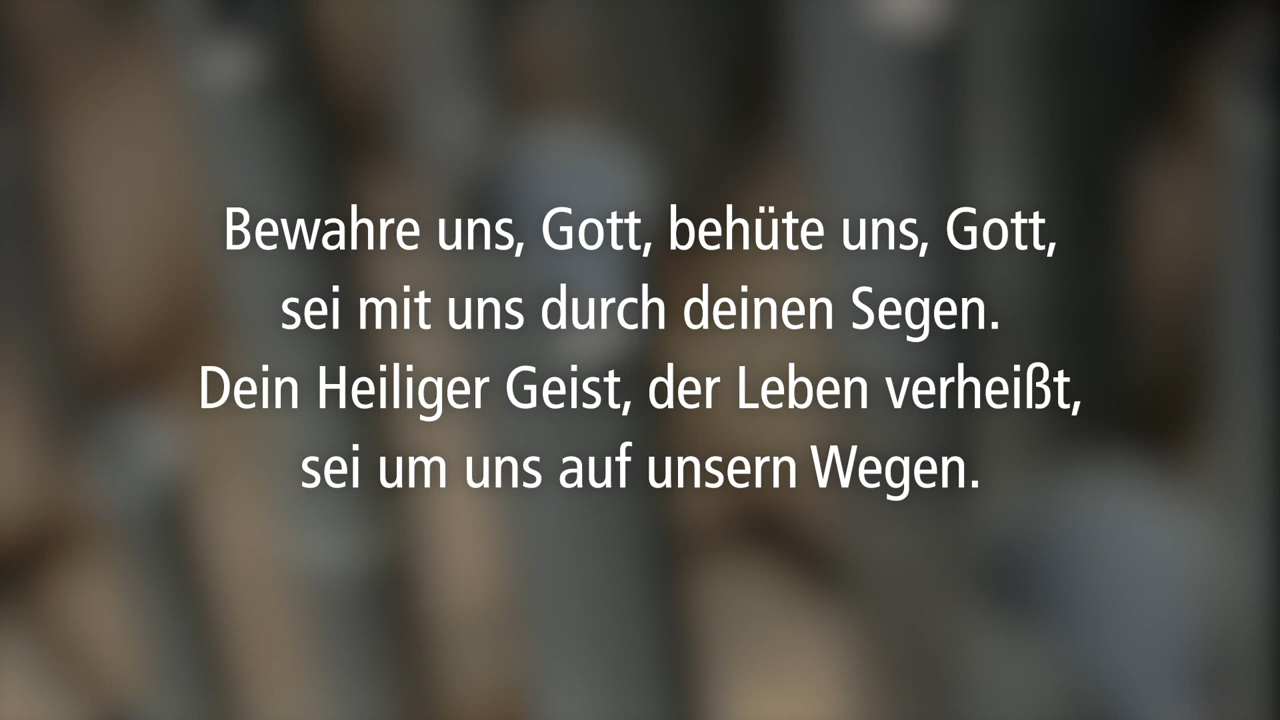 Bewahre uns, Gott, behüte uns, Gott,
sei mit uns durch deinen Segen.
Dein Heiliger Geist, der Leben verheißt,
sei um uns auf unsern Wegen.